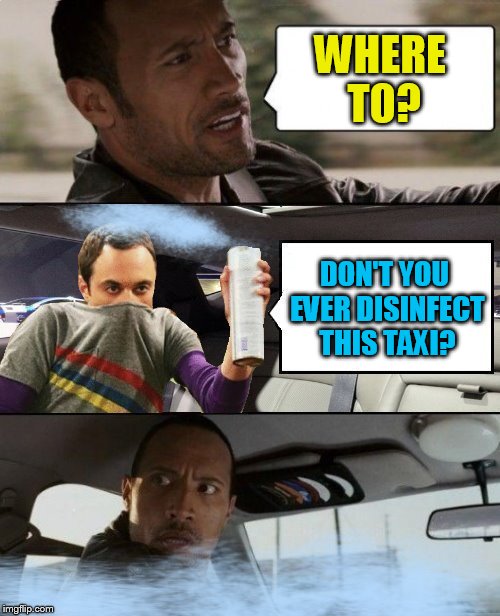 WHERE
TO?
DON'T YOU
EVER DISINFECT
THIS TAXI?
imgflip.com